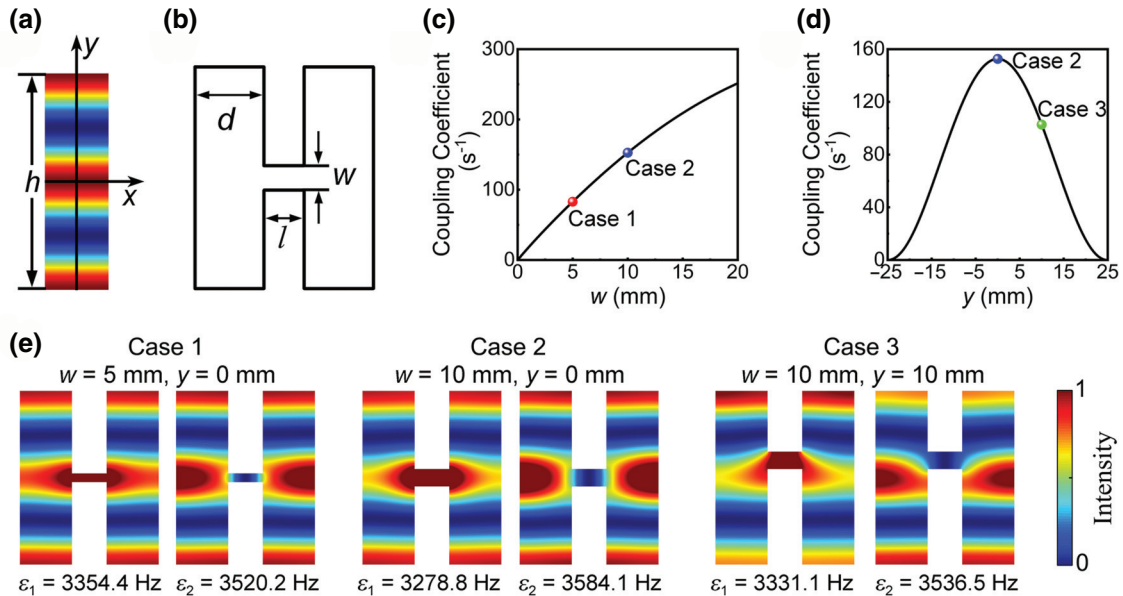 (a)
y
h
x
(b)
d
w
l
(c)
Coupling Coefficient
(s⁻¹)
300
200
100
0
Case 2
Case 1
0 5 10 15 20
w (mm)
(d)
Coupling Coefficient
(s⁻¹)
160
120
80
40
0
Case 2
Case 3
−25 −15 −5 5 15 25
y (mm)
(e)
Case 1
w = 5 mm, y = 0 mm
ε₁ = 3354.4 Hz ε₂ = 3520.2 Hz
Case 2
w = 10 mm, y = 0 mm
ε₁ = 3278.8 Hz ε₂ = 3584.1 Hz
Case 3
w = 10 mm, y = 10 mm
ε₁ = 3331.1 Hz ε₂ = 3536.5 Hz
1
Intensity
0